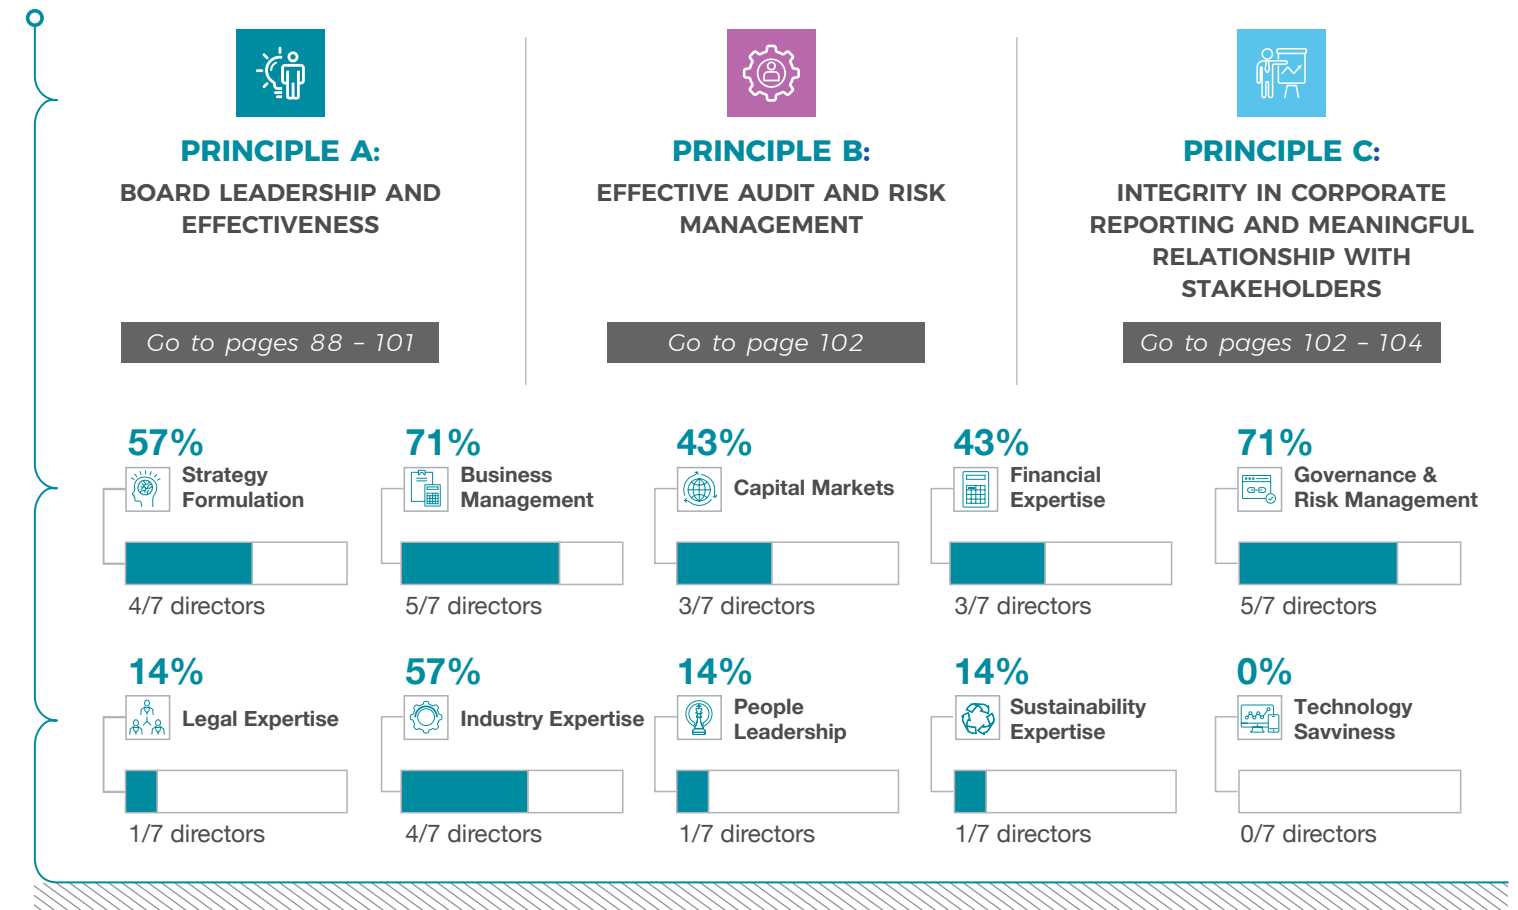 PRINCIPLE A:
BOARD LEADERSHIP AND
EFFECTIVENESS
Go to pages 88 – 101
PRINCIPLE B:
EFFECTIVE AUDIT AND RISK
MANAGEMENT
Go to page 102
PRINCIPLE C:
INTEGRITY IN CORPORATE
REPORTING AND MEANINGFUL
RELATIONSHIP WITH
STAKEHOLDERS
Go to pages 102 – 104
57%
Strategy
Formulation
4/7 directors
71%
Business
Management
5/7 directors
43%
Capital Markets
3/7 directors
43%
Financial
Expertise
3/7 directors
71%
Governance &
Risk Management
5/7 directors
14%
Legal Expertise
1/7 directors
57%
Industry Expertise
4/7 directors
14%
People
Leadership
1/7 directors
14%
Sustainability
Expertise
1/7 directors
0%
Technology
Savviness
0/7 directors